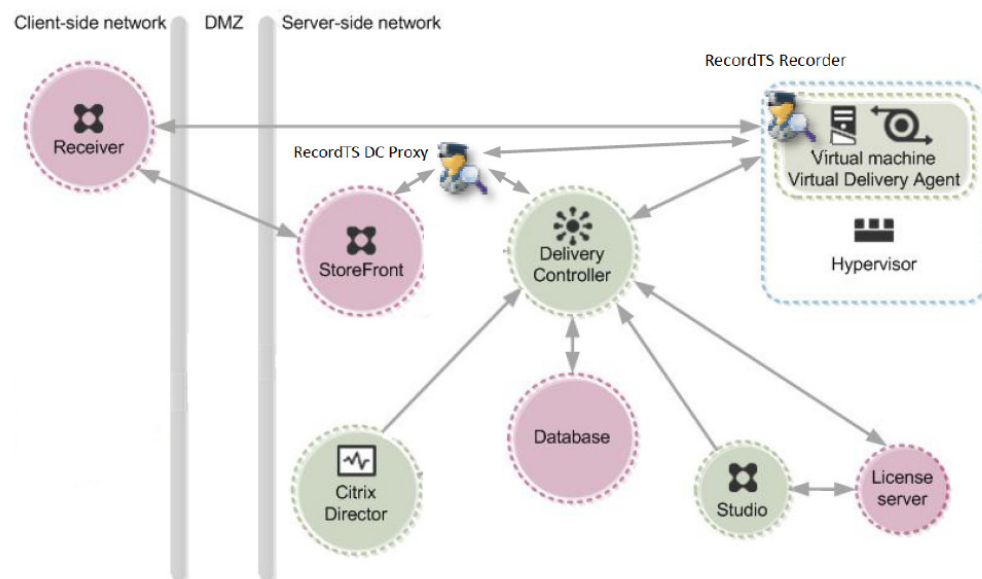 Client-side network
DMZ
Server-side network
RecordTS Recorder
Receiver
RecordTS DC Proxy
Virtual machine
Virtual Delivery Agent
StoreFront
Delivery
Controller
Hypervisor
Database
Citrix
Director
Studio
License
server